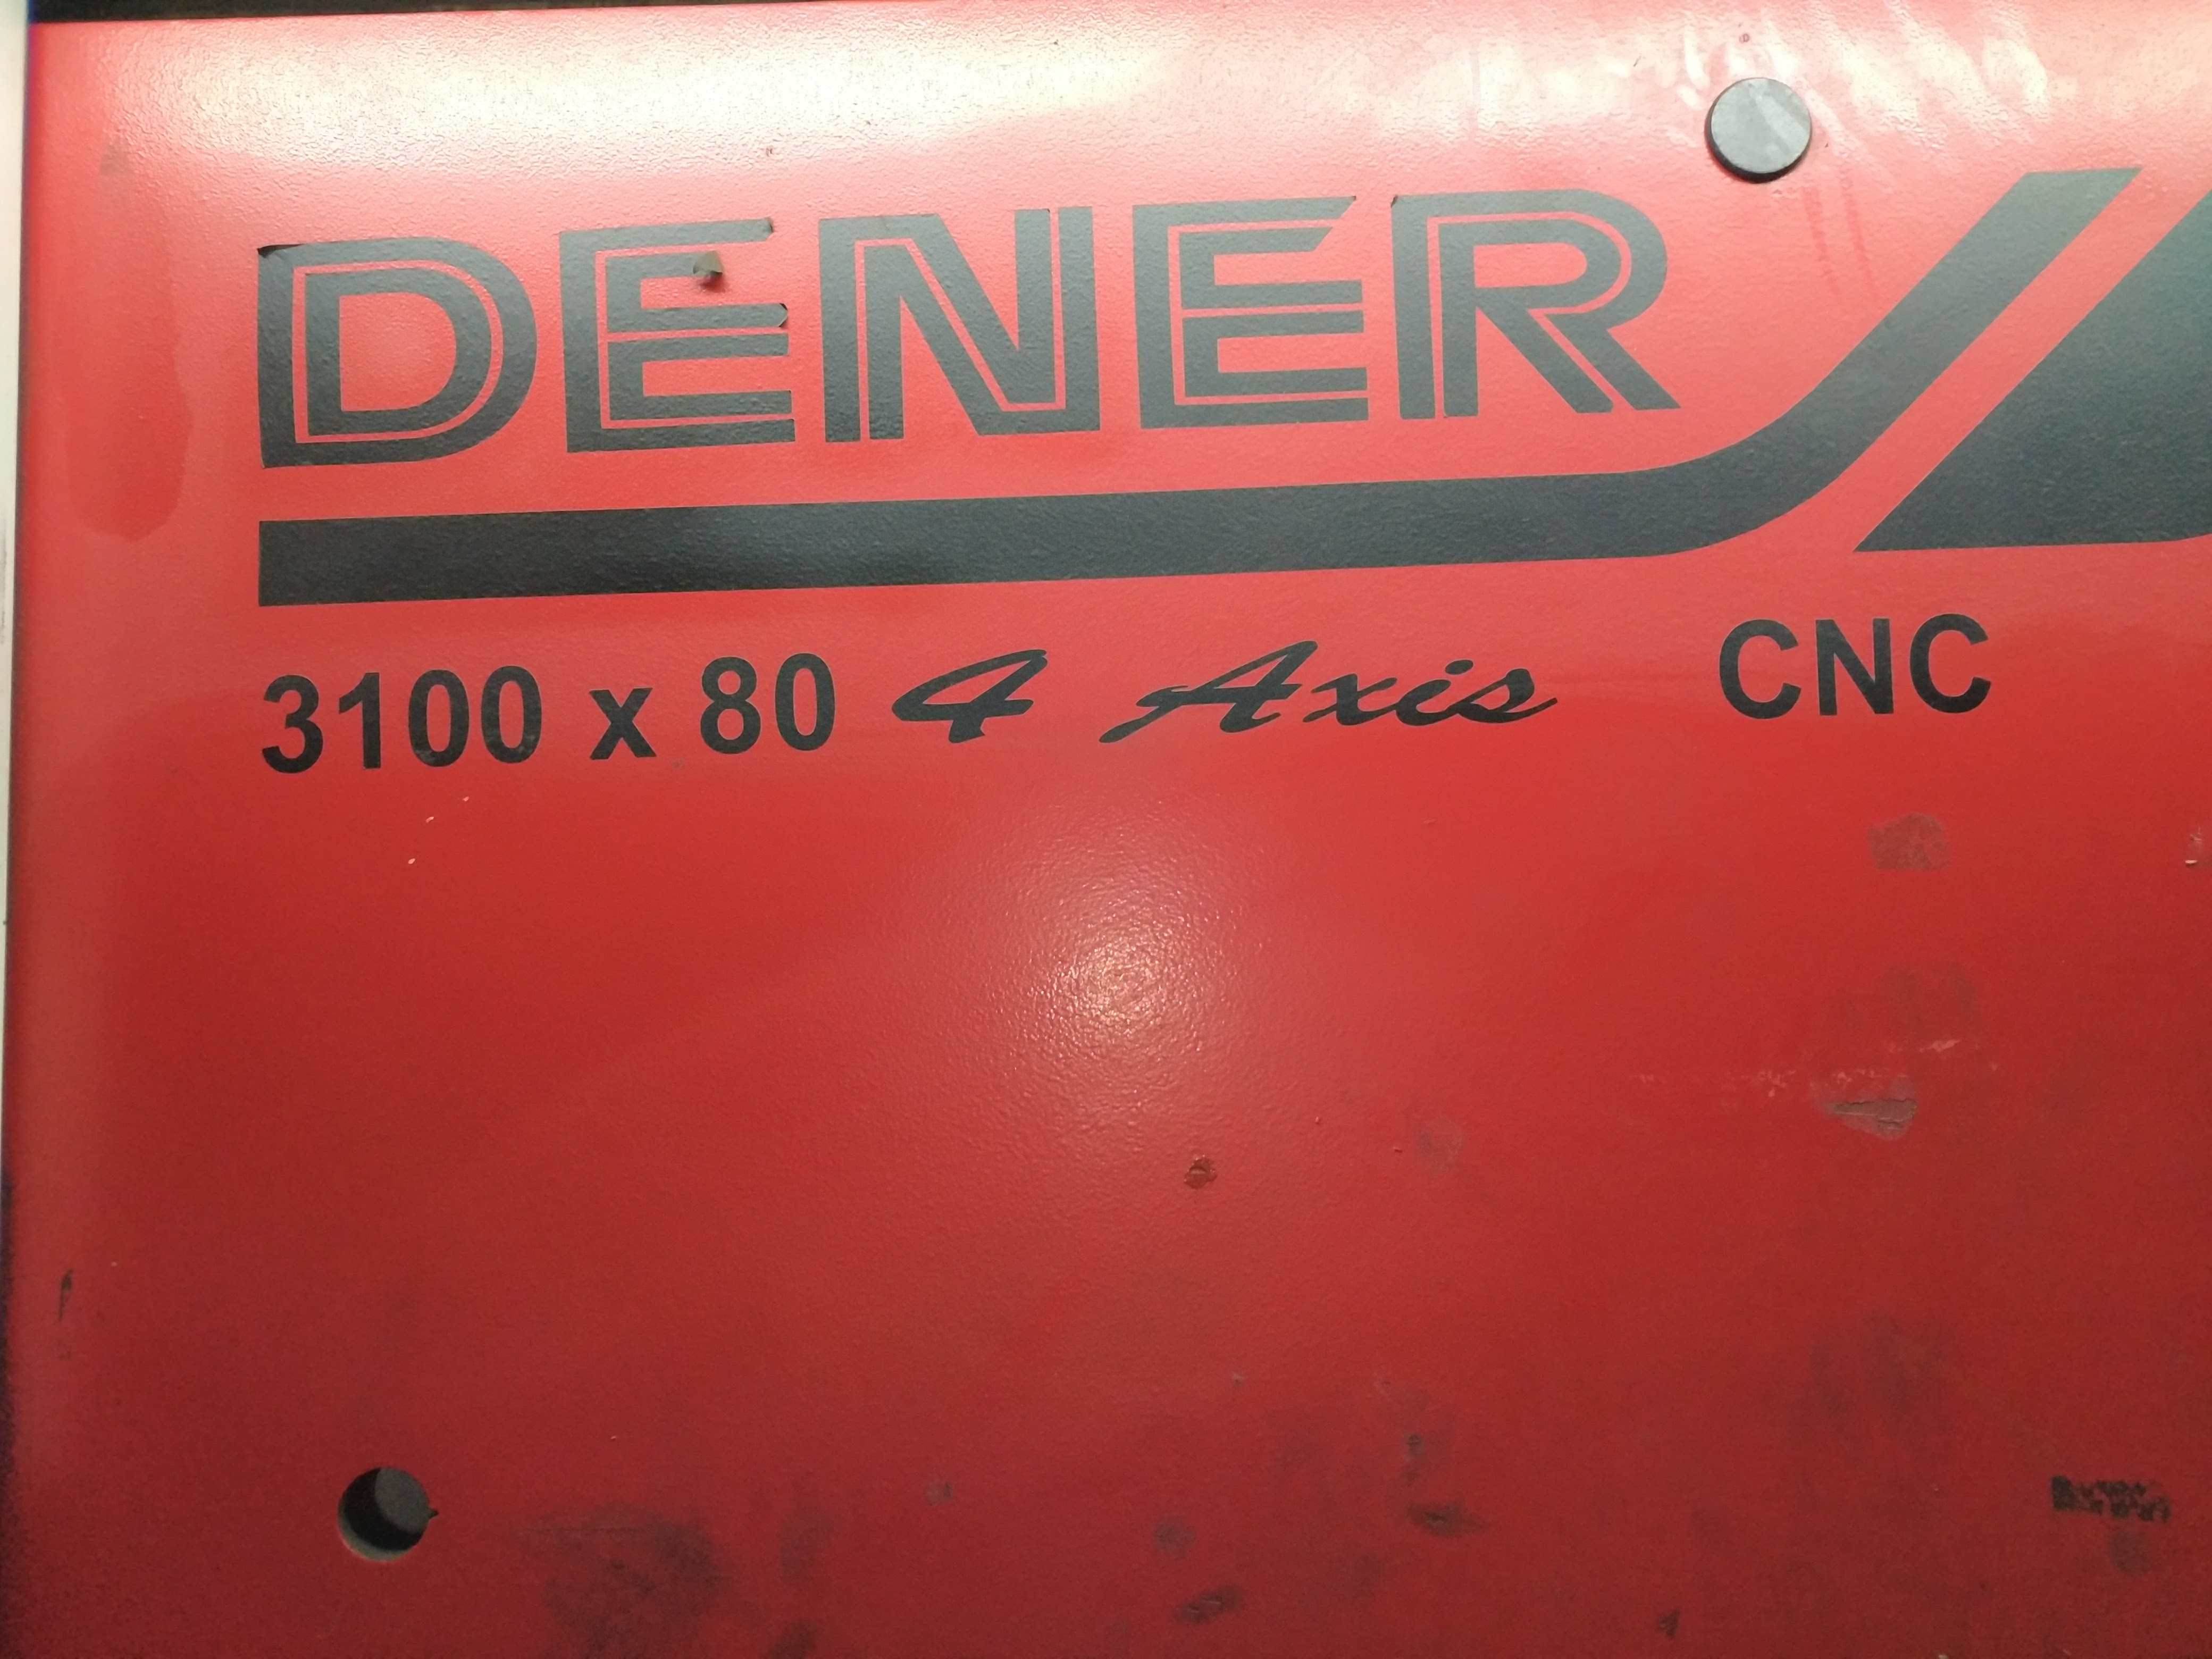 DENER
3100 x 80 4 Axis CNC